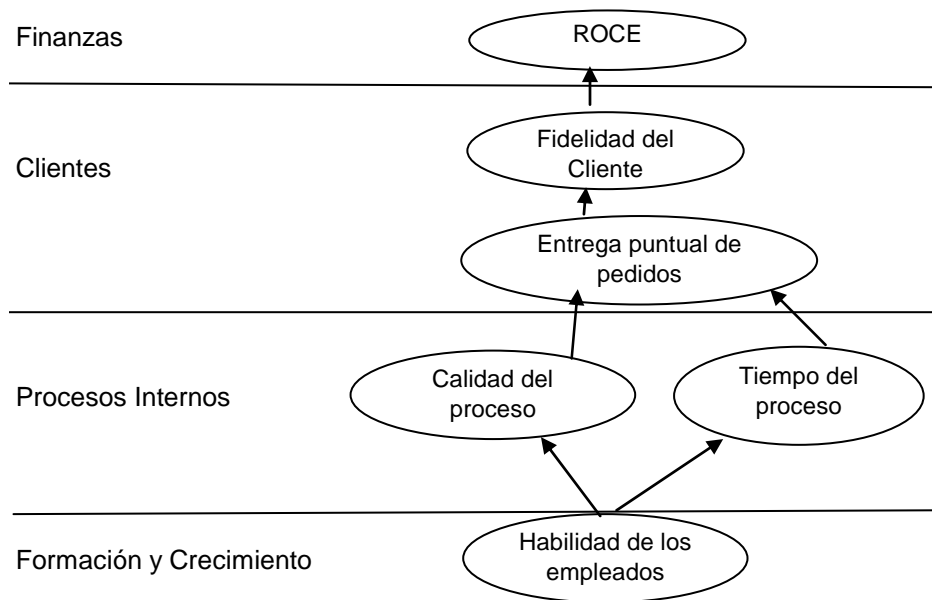 Finanzas
ROCE
Clientes
Fidelidad del
Cliente
Entrega puntual de
pedidos
Procesos Internos
Calidad del
proceso
Tiempo del
proceso
Formación y Crecimiento
Habilidad de los
empleados